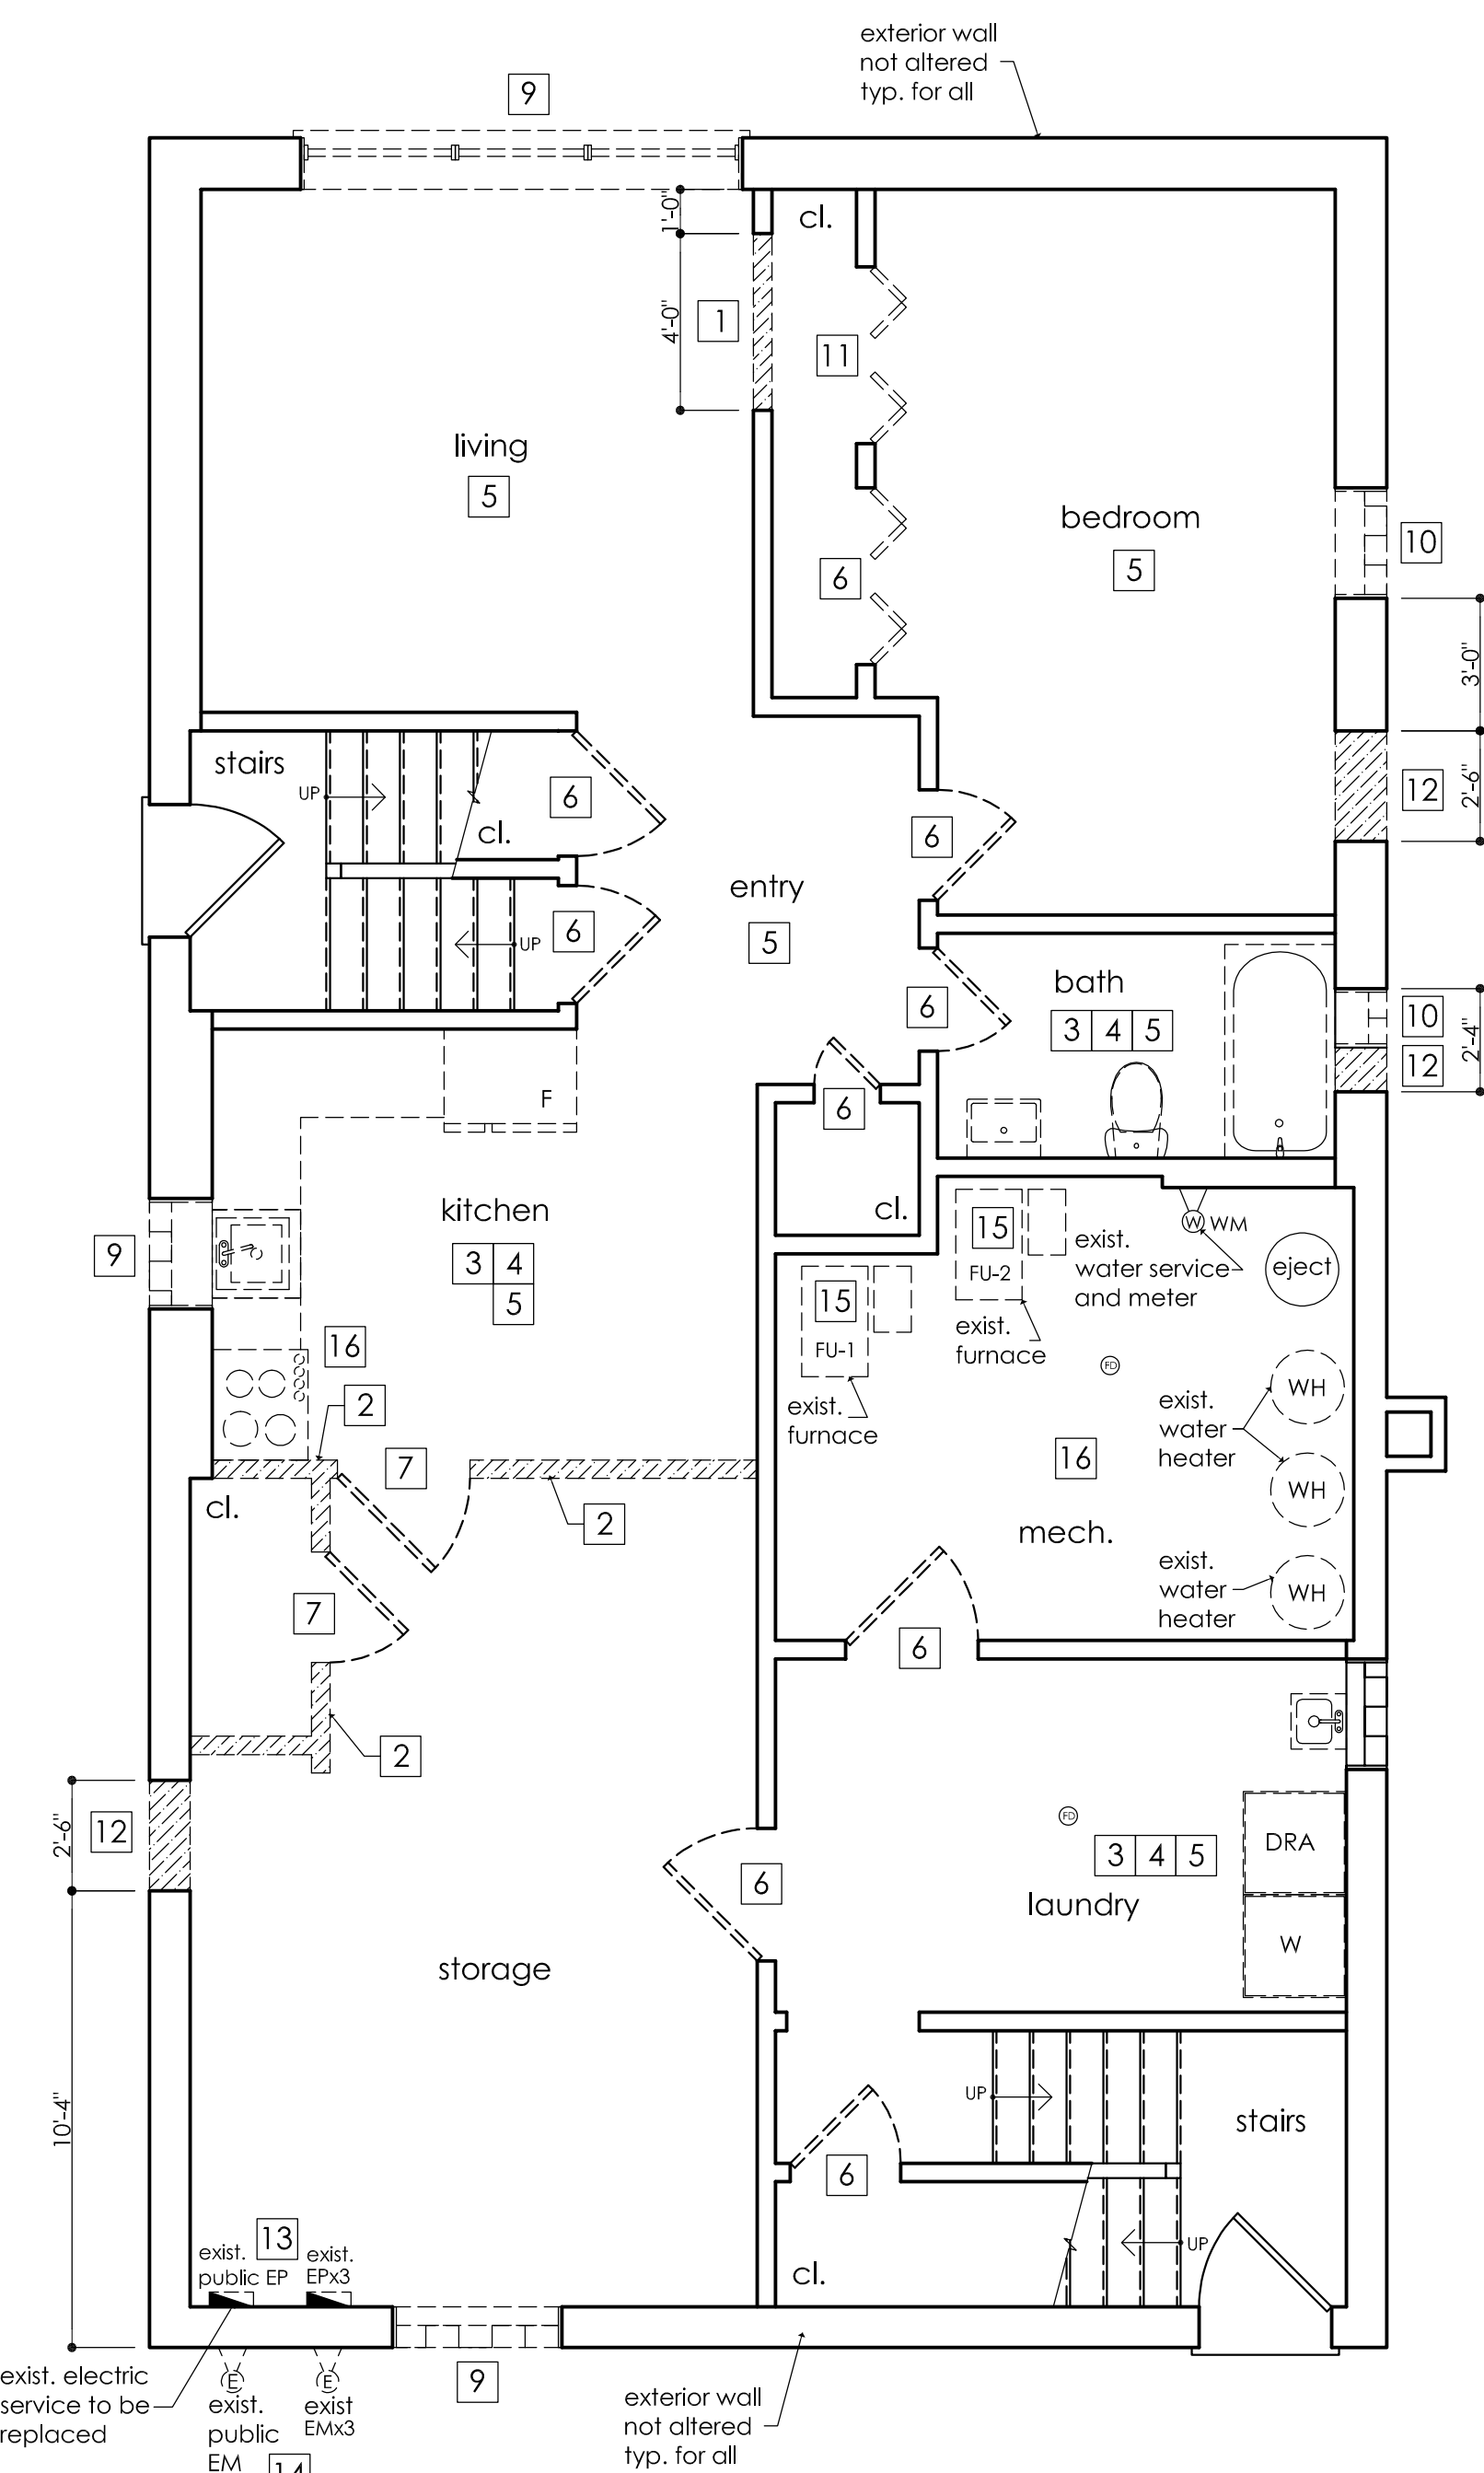 exterior wall
not altered
typ. for all
9
cl.
1'-0"
4'-0"
1
11
living
5
bedroom
5
10
6
3'-0"
stairs
UP
6
cl.
12
2'-6"
6
entry
5
6
UP
bath
3 4 5
6
10
12
2'-4"
F
6
kitchen
3 4
5
9
cl.
15
FU-2
W WM
exist.
water service
and meter
eject
15
FU-1
exist.
furnace
exist.
furnace
16
FD
2
WH
exist.
water
heater
7
16
WH
cl.
2
mech.
7
exist.
water
heater
WH
6
2
2'-6"
12
FD
DRA
3 4 5
6
laundry
W
storage
10'-4"
UP
stairs
6
13
exist.
public EP
exist.
EPx3
UP
cl.
9
E
E
exist. electric
service to be
replaced
exist.
public
EM
exist
EMx3
14
exterior wall
not altered
typ. for all